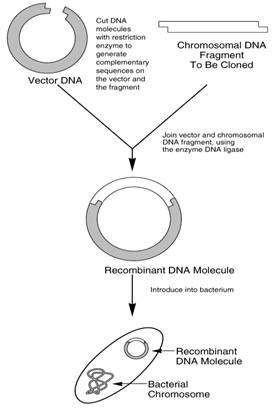 Cut DNA
molecules
with restriction
enzyme to
generate
complementary
sequences on
the vector and
the fragment
Vector DNA
Chromosomal DNA
Fragment
To Be Cloned
Join vector and chromosomal
DNA fragment, using
the enzyme DNA ligase
Recombinant DNA Molecule
Introduce into bacterium
Recombinant
DNA Molecule
Bacterial
Chromosome